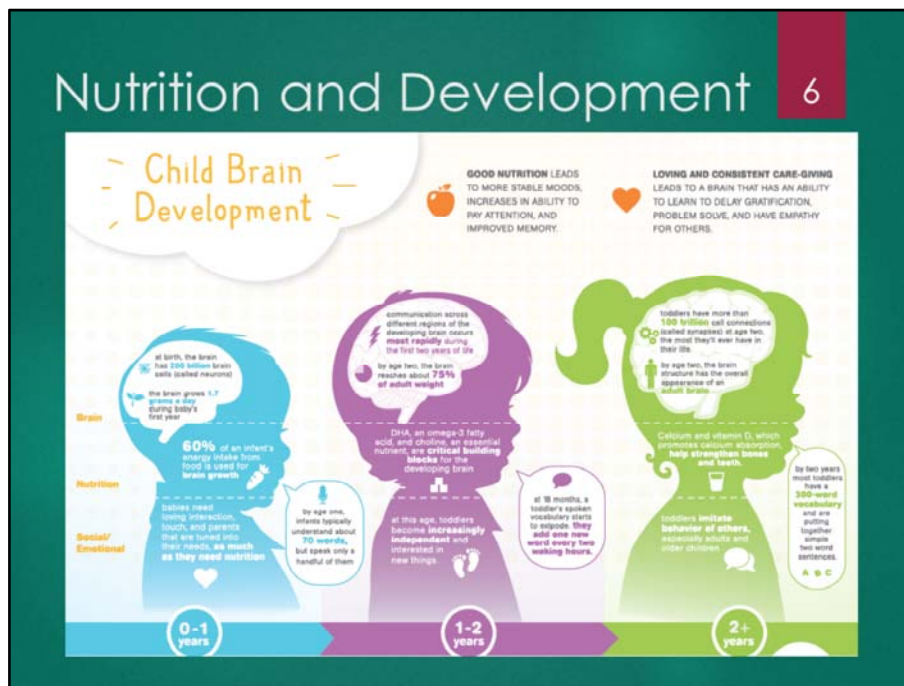 Nutrition and Development
6
Child Brain
Development
GOOD NUTRITION LEADS
TO MORE STABLE MOODS,
INCREASES IN ABILITY TO
PAY ATTENTION, AND
IMPROVED MEMORY.
LOVING AND CONSISTENT CARE-GIVING
LEADS TO A BRAIN THAT HAS AN ABILITY
TO LEARN TO DELAY GRATIFICATION,
PROBLEM SOLVE, AND HAVE EMPATHY
FOR OTHERS.
Brain
Nutrition
Social/
Emotional
at birth, the brain
has 200 billion brain
cells (called neurons)
the brain grows 1.7
grams a day
during baby's
first year
60% of an infant's
energy intake from
food is used for
brain growth
babies need
loving interaction,
touch, and parents
that are tuned into
their needs, as much
as they need nutrition
by age one,
infants typically
understand about
70 words,
but speak only a
handful of them
0-1
years
communication across
different regions of the
developing brain occurs
most rapidly during
the first two years of life
by age two, the brain
reaches about 75%
of adult weight
DHA, an omega-3 fatty
acid, and choline, an essential
nutrient, are critical building
blocks for the
developing brain
at this age, toddlers
become increasingly
independent and
interested in
new things.
at 18 months, a
toddler's spoken
vocabulary starts
to expode. they
add one new
word every two
waking hours.
1-2
years
toddlers have more than
100 trillion cell connections
(called synapses) at age two,
the most they'll ever have in
their life.
by age two, the brain
structure has the overall
appearance of an
adult brain
Calcium and vitamin D, which
promotes calcium absorption,
help strengthen bones
and teeth.
toddlers imitate
behavior of others,
especially adults and
older children
by two years
most toddlers
have a
300-word
vocabulary
and are
putting
together
simple
two word
sentences.
A B C
2+
years